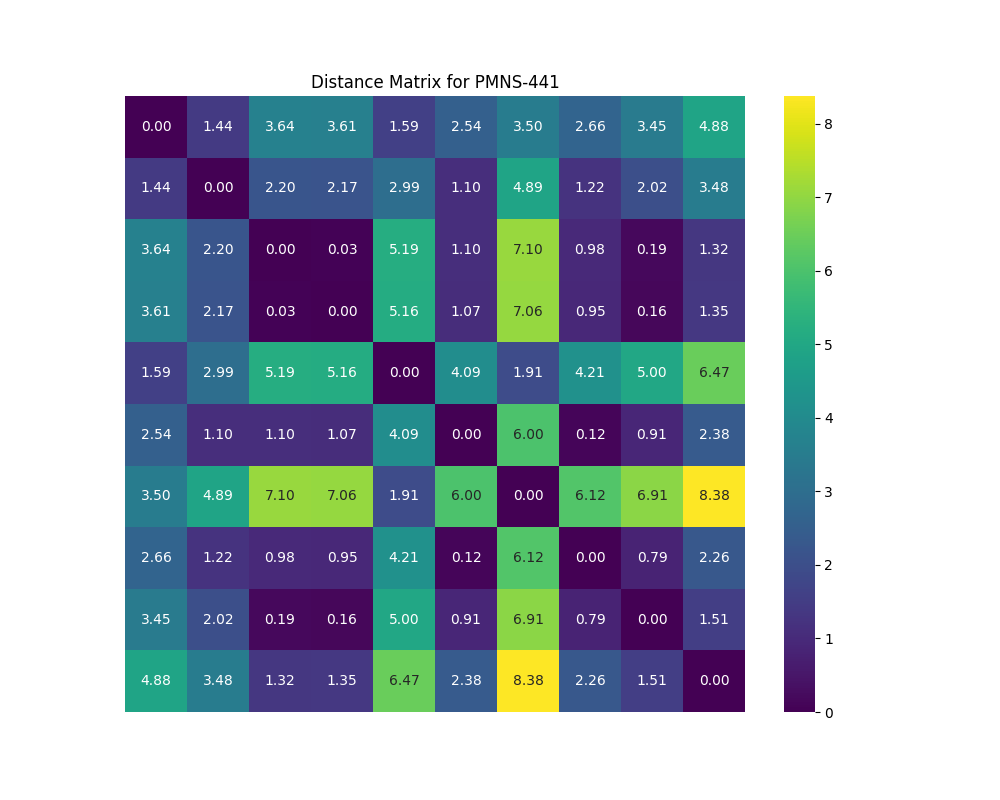 Distance Matrix for PMNS-441
0.00 1.44 3.64 3.61 1.59 2.54 3.50 2.66 3.45 4.88
1.44 0.00 2.20 2.17 2.99 1.10 4.89 1.22 2.02 3.48
3.64 2.20 0.00 0.03 5.19 1.10 7.10 0.98 0.19 1.32
3.61 2.17 0.03 0.00 5.16 1.07 7.06 0.95 0.16 1.35
1.59 2.99 5.19 5.16 0.00 4.09 1.91 4.21 5.00 6.47
2.54 1.10 1.10 1.07 4.09 0.00 6.00 0.12 0.91 2.38
3.50 4.89 7.10 7.06 1.91 6.00 0.00 6.12 6.91 8.38
2.66 1.22 0.98 0.95 4.21 0.12 6.12 0.00 0.79 2.26
3.45 2.02 0.19 0.16 5.00 0.91 6.91 0.79 0.00 1.51
4.88 3.48 1.32 1.35 6.47 2.38 8.38 2.26 1.51 0.00
8
7
6
5
4
3
2
1
0